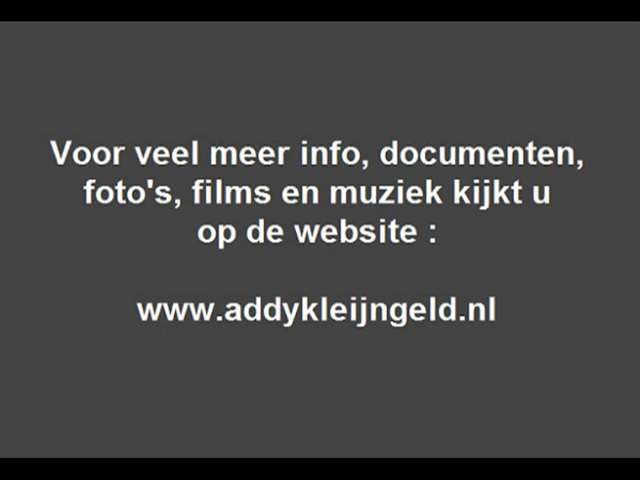 Voor veel meer info, documenten,
foto's, films en muziek kijkt u
op de website :
www.addykleijngeld.nl